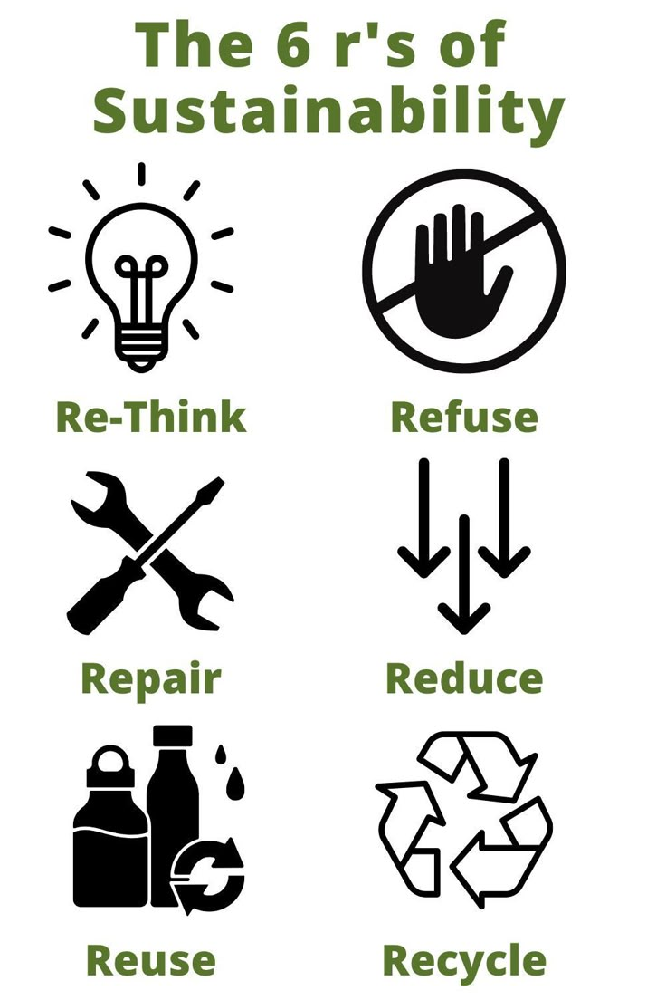 The 6 r's of
Sustainability
Re-Think
Refuse
Repair
Reduce
Reuse
Recycle